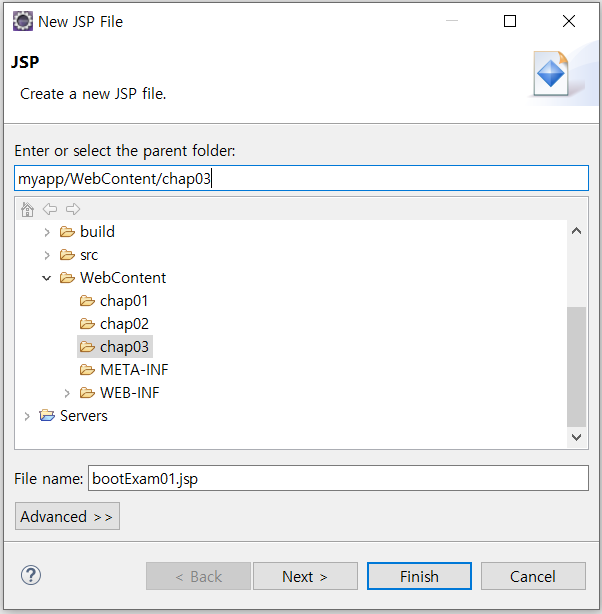 New JSP File
JSP
Create a new JSP file.
Enter or select the parent folder:
myapp/WebContent/chap03
build
src
WebContent
chap01
chap02
chap03
META-INF
WEB-INF
Servers
File name: bootExam01.jsp
Advanced >>
? < Back Next > Finish Cancel